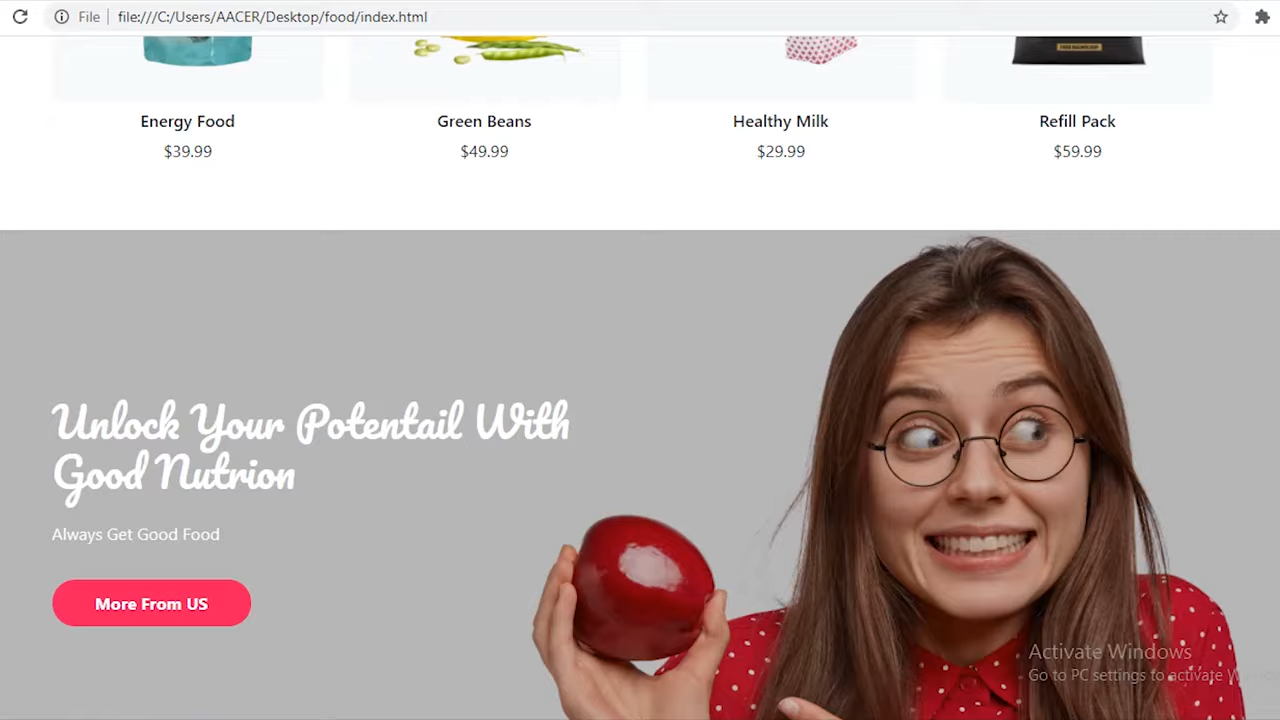 File file:///C:/Users/AACER/Desktop/food/index.html
Energy Food Green Beans Healthy Milk Refill Pack
$39.99 $49.99 $29.99 $59.99
Unlock Your Potentail With
Good Nutrion
Always Get Good Food
More From US
Activate Windows
Go to PC settings to activate